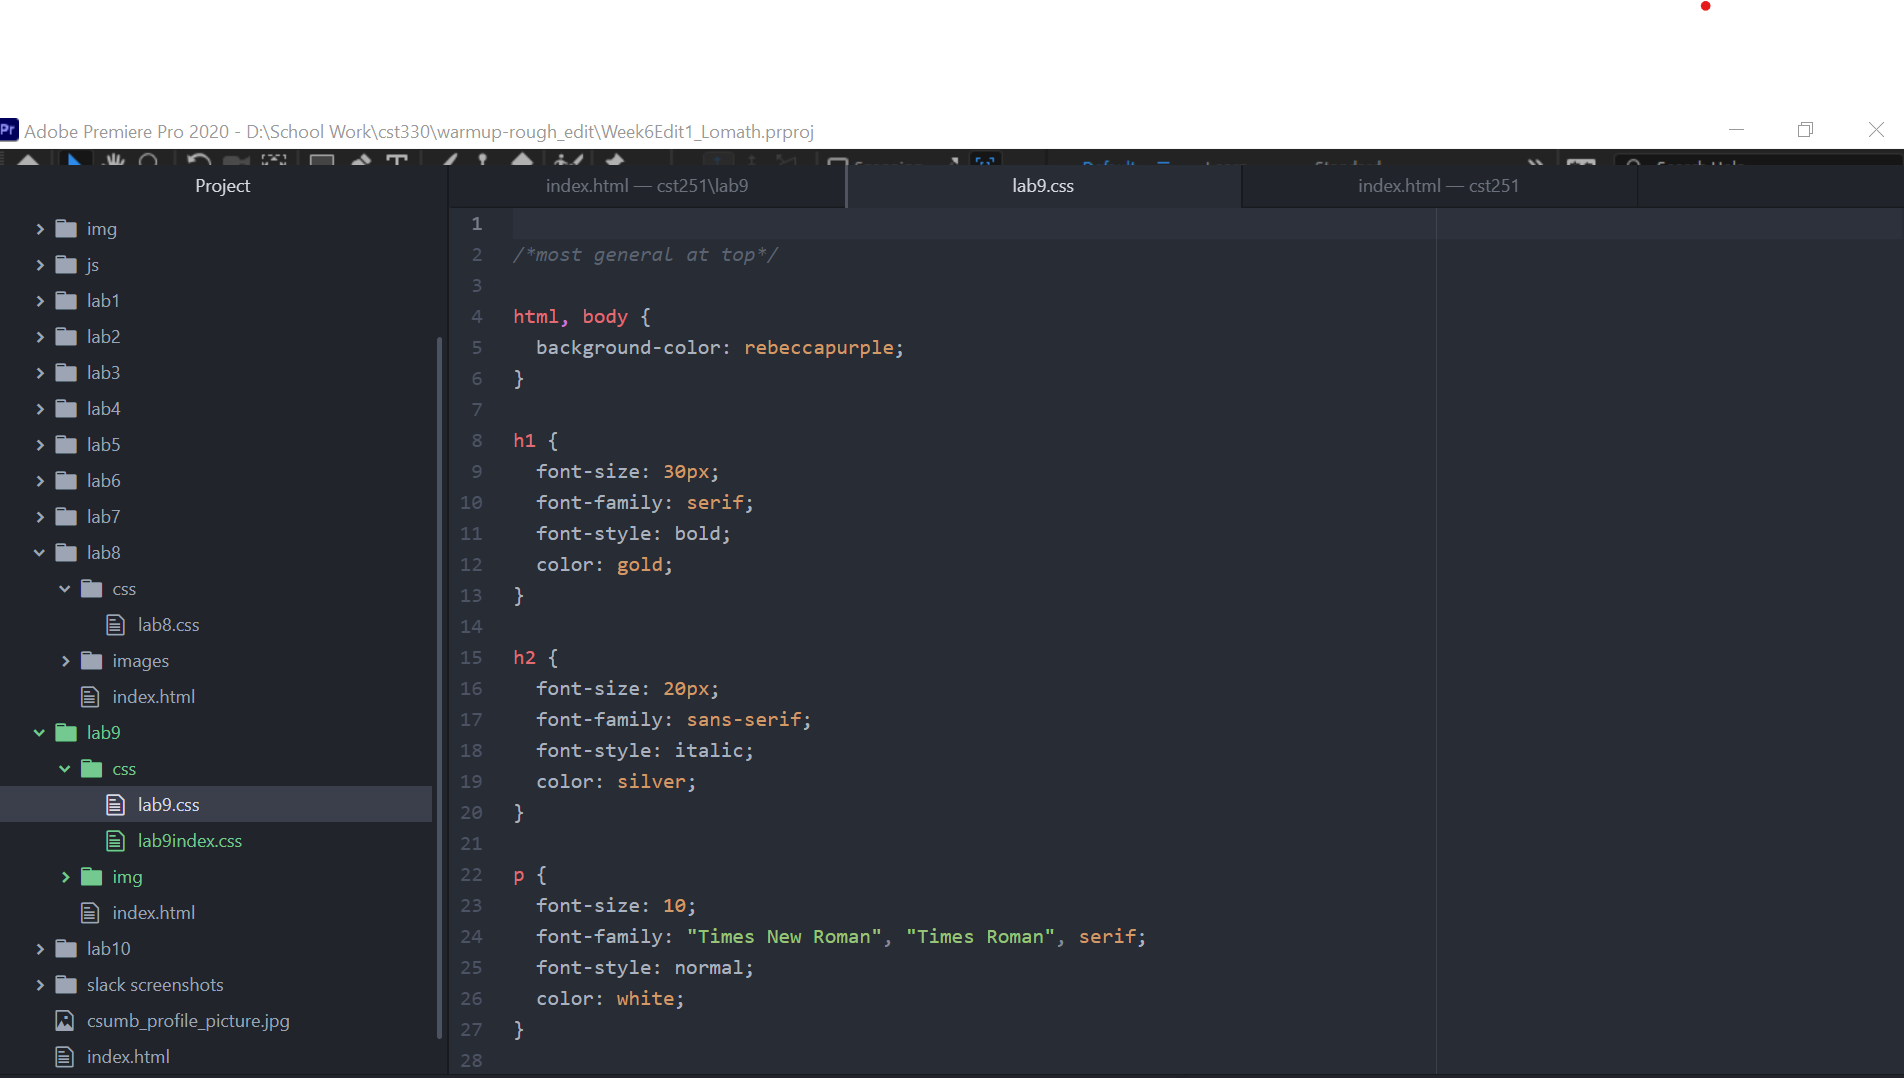 Pr Adobe Premiere Pro 2020 - D:\School Work\cst330\warmup-rough_edit\Week6Edit1_Lomath.prproj
Project
index.html — cst251\lab9
lab9.css
index.html — cst251
img
js
lab1
lab2
lab3
lab4
lab5
lab6
lab7
lab8
css
lab8.css
images
index.html
lab9
css
lab9.css
lab9index.css
img
index.html
lab10
slack screenshots
csumb_profile_picture.jpg
index.html
1
2 /*most general at top*/
3
4 html, body {
5 background-color: rebeccapurple;
6 }
7
8 h1 {
9 font-size: 30px;
10 font-family: serif;
11 font-style: bold;
12 color: gold;
13 }
14
15 h2 {
16 font-size: 20px;
17 font-family: sans-serif;
18 font-style: italic;
19 color: silver;
20 }
21
22 p {
23 font-size: 10;
24 font-family: "Times New Roman", "Times Roman", serif;
25 font-style: normal;
26 color: white;
27 }
28